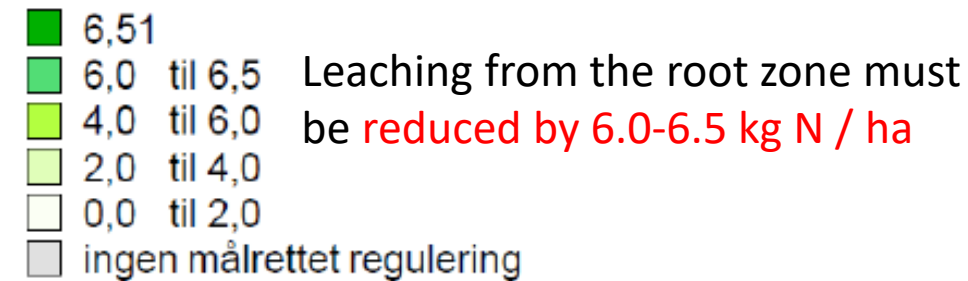 6,51
6,0 til 6,5
4,0 til 6,0
2,0 til 4,0
0,0 til 2,0
ingen målrettet regulering
Leaching from the root zone must
be reduced by 6.0-6.5 kg N / ha